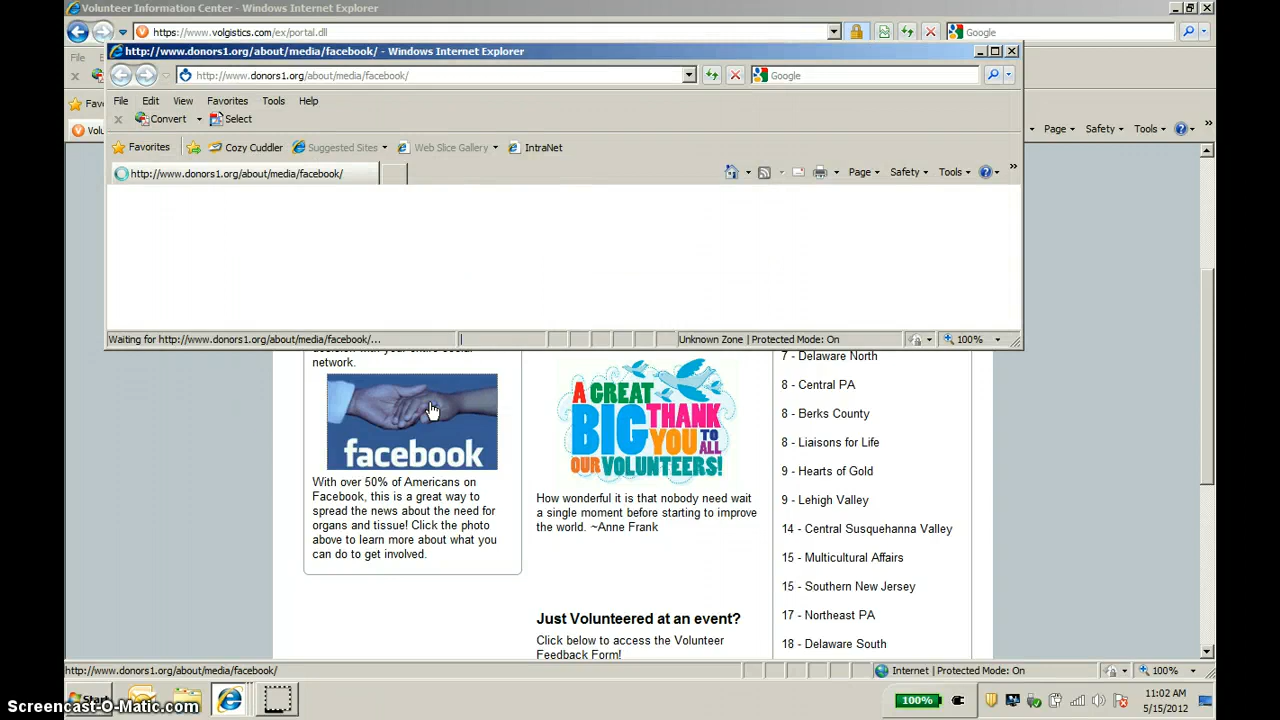 Volunteer Information Center - Windows Internet Explorer
https://www.volgistics.com/ex/portal.dll
Google
http://www.donors1.org/about/media/facebook/ - Windows Internet Explorer
http://www.donors1.org/about/media/facebook/
Google
File Edit View Favorites Tools Help
Convert Select
Favorites Cozy Cuddler Suggested Sites Web Slice Gallery IntraNet
http://www.donors1.org/about/media/facebook/
Page Safety Tools
Page Safety Tools
Waiting for http://www.donors1.org/about/media/facebook/...
Unknown Zone | Protected Mode: On
100%
network.
facebook
With over 50% of Americans on
Facebook, this is a great way to
spread the news about the need for
organs and tissue! Click the photo
above to learn more about what you
can do to get involved.
A GREAT
BIG THANK
YOU TO
ALL
OUR VOLUNTEERS!
How wonderful it is that nobody need wait
a single moment before starting to improve
the world. ~Anne Frank
Just Volunteered at an event?
Click below to access the Volunteer
Feedback Form!
7 - Delaware North
8 - Central PA
8 - Berks County
8 - Liaisons for Life
9 - Hearts of Gold
9 - Lehigh Valley
14 - Central Susquehanna Valley
15 - Multicultural Affairs
15 - Southern New Jersey
17 - Northeast PA
18 - Delaware South
http://www.donors1.org/about/media/facebook/
Internet | Protected Mode: On
100%
Start
100%
11:02 AM
5/15/2012
Screencast-O-Matic.com